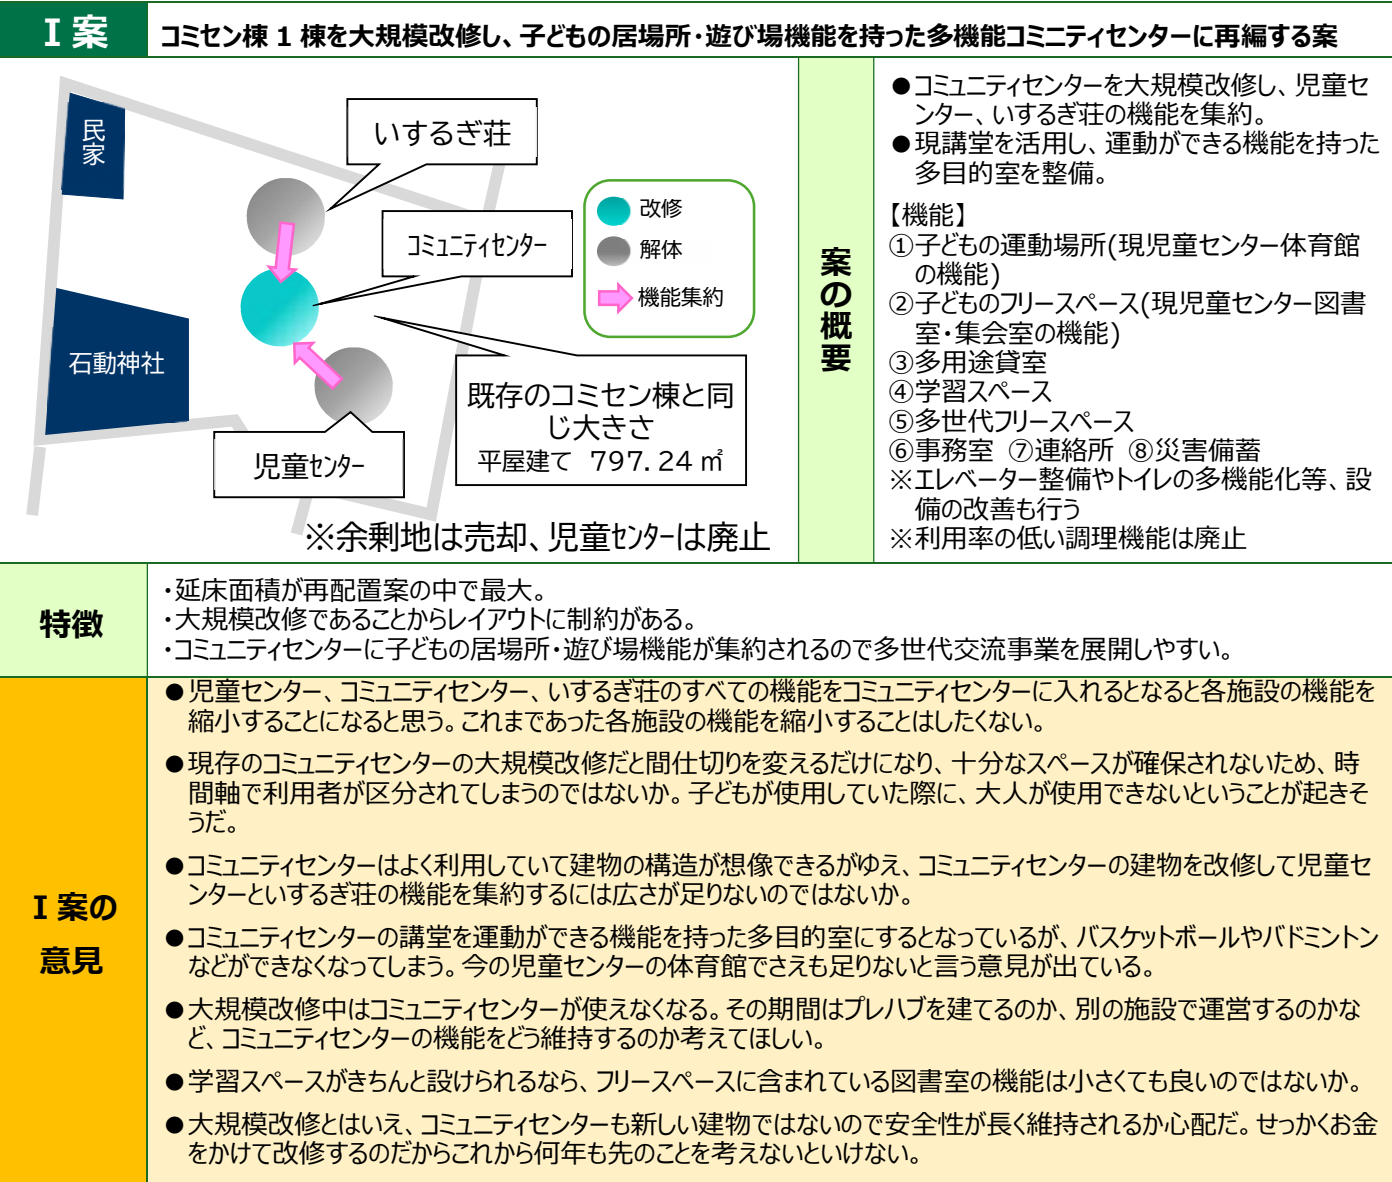 Ⅰ案
コミセン棟 1 棟を大規模改修し、子どもの居場所・遊び場機能を持った多機能コミニティセンターに再編する案
民家
いするぎ荘
コミュニティセンター
石動神社
児童センター
改修
解体
機能集約
既存のコミセン棟と同
じ大きさ
平屋建て 797.24 ㎡
※余剰地は売却、児童センターは廃止
案の概要
●コミュニティセンターを大規模改修し、児童セ
ンター、いするぎ荘の機能を集約。
●現講堂を活用し、運動ができる機能を持った
多目的室を整備。
【機能】
①子どもの運動場所(現児童センター体育館
の機能)
②子どものフリースペース(現児童センター図書
室・集会室の機能)
③多用途貸室
④学習スペース
⑤多世代フリースペース
⑥事務室 ⑦連絡所 ⑧災害備蓄
※エレベーター整備やトイレの多機能化等、設
備の改善も行う
※利用率の低い調理機能は廃止
特徴
・延床面積が再配置案の中で最大。
・大規模改修であることからレイアウトに制約がある。
・コミュニティセンターに子どもの居場所・遊び場機能が集約されるので多世代交流事業を展開しやすい。
Ⅰ案の
意見
●児童センター、コミュニティセンター、いするぎ荘のすべての機能をコミュニティセンターに入れるとなると各施設の機能を
縮小することになると思う。これまであった各施設の機能を縮小することはしたくない。
●現存のコミュニティセンターの大規模改修だと間仕切りを変えるだけになり、十分なスペースが確保されないため、時
間軸で利用者が区分されてしまうのではないか。子どもが使用していた際に、大人が使用できないということが起きそ
うだ。
●コミュニティセンターはよく利用していて建物の構造が想像できるがゆえ、コミュニティセンターの建物を改修して児童セ
ンターといするぎ荘の機能を集約するには広さが足りないのではないか。
●コミュニティセンターの講堂を運動ができる機能を持った多目的室にするとなっているが、バスケットボールやバドミントン
などができなくなってしまう。今の児童センターの体育館でさえも足りないと言う意見が出ている。
●大規模改修中はコミュニティセンターが使えなくなる。その期間はプレハブを建てるのか、別の施設で運営するのかな
ど、コミュニティセンターの機能をどう維持するのか考えてほしい。
●学習スペースがきちんと設けられるなら、フリースペースに含まれている図書室の機能は小さくても良いのではないか。
●大規模改修とはいえ、コミュニティセンターも新しい建物ではないので安全性が長く維持されるか心配だ。せっかくお金
をかけて改修するのだからこれから何年も先のことを考えないといけない。